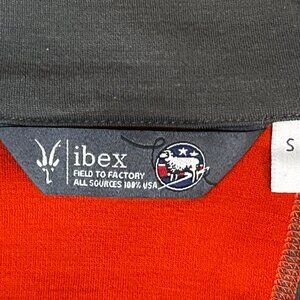 ibex
FIELD TO FACTORY
ALL SOURCES 100% USA
S